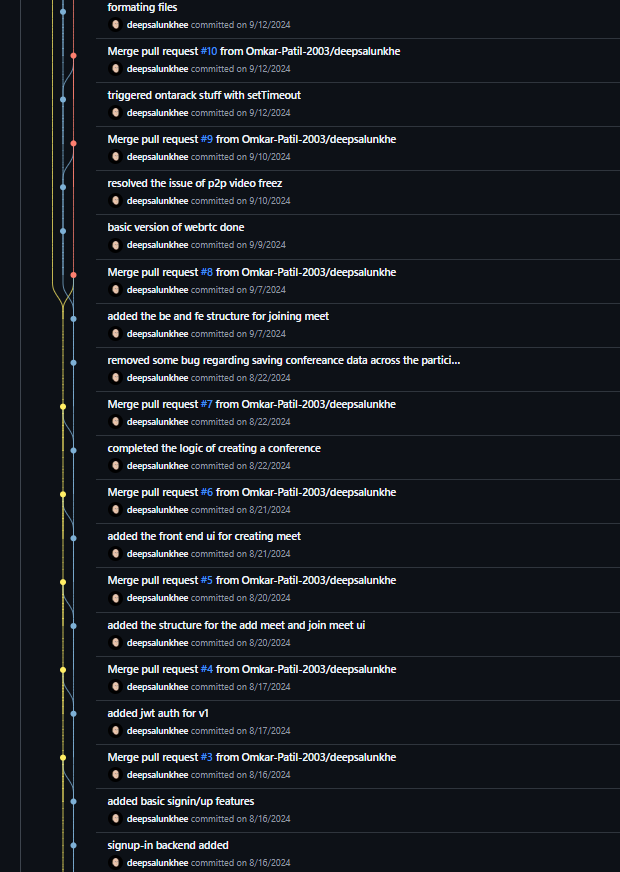 formating files
deepsalunkhee committed on 9/12/2024
Merge pull request #10 from Omkar-Patil-2003/deepsalunkhe
deepsalunkhee committed on 9/12/2024
triggered ontarack stuff with setTimeout
deepsalunkhee committed on 9/12/2024
Merge pull request #9 from Omkar-Patil-2003/deepsalunkhe
deepsalunkhee committed on 9/10/2024
resolved the issue of p2p video freez
deepsalunkhee committed on 9/10/2024
basic version of webrtc done
deepsalunkhee committed on 9/9/2024
Merge pull request #8 from Omkar-Patil-2003/deepsalunkhe
deepsalunkhee committed on 9/7/2024
added the be and fe structure for joining meet
deepsalunkhee committed on 9/7/2024
removed some bug regarding saving confereance data across the partici...
deepsalunkhee committed on 8/22/2024
Merge pull request #7 from Omkar-Patil-2003/deepsalunkhe
deepsalunkhee committed on 8/22/2024
completed the logic of creating a conference
deepsalunkhee committed on 8/22/2024
Merge pull request #6 from Omkar-Patil-2003/deepsalunkhe
deepsalunkhee committed on 8/21/2024
added the front end ui for creating meet
deepsalunkhee committed on 8/21/2024
Merge pull request #5 from Omkar-Patil-2003/deepsalunkhe
deepsalunkhee committed on 8/20/2024
added the structure for the add meet and join meet ui
deepsalunkhee committed on 8/20/2024
Merge pull request #4 from Omkar-Patil-2003/deepsalunkhe
deepsalunkhee committed on 8/17/2024
added jwt auth for v1
deepsalunkhee committed on 8/17/2024
Merge pull request #3 from Omkar-Patil-2003/deepsalunkhe
deepsalunkhee committed on 8/16/2024
added basic signin/up features
deepsalunkhee committed on 8/16/2024
signup-in backend added
deepsalunkhee committed on 8/16/2024